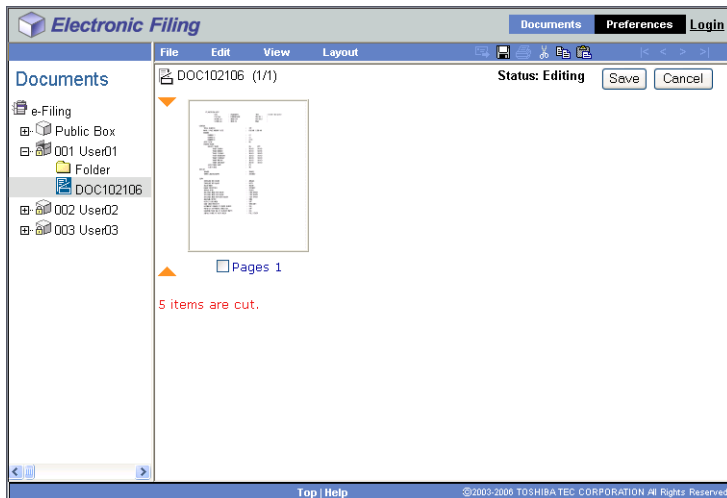 Electronic Filing
Documents Preferences Login
File Edit View Layout |< < > >|
Documents
DOC102106 (1/1) Status: Editing Save Cancel
e-Filing
Public Box
001 User01
Folder
DOC102106
002 User02
003 User03
Pages 1
5 items are cut.
Top | Help ©2003-2006 TOSHIBA TEC CORPORATION All Rights Reserved